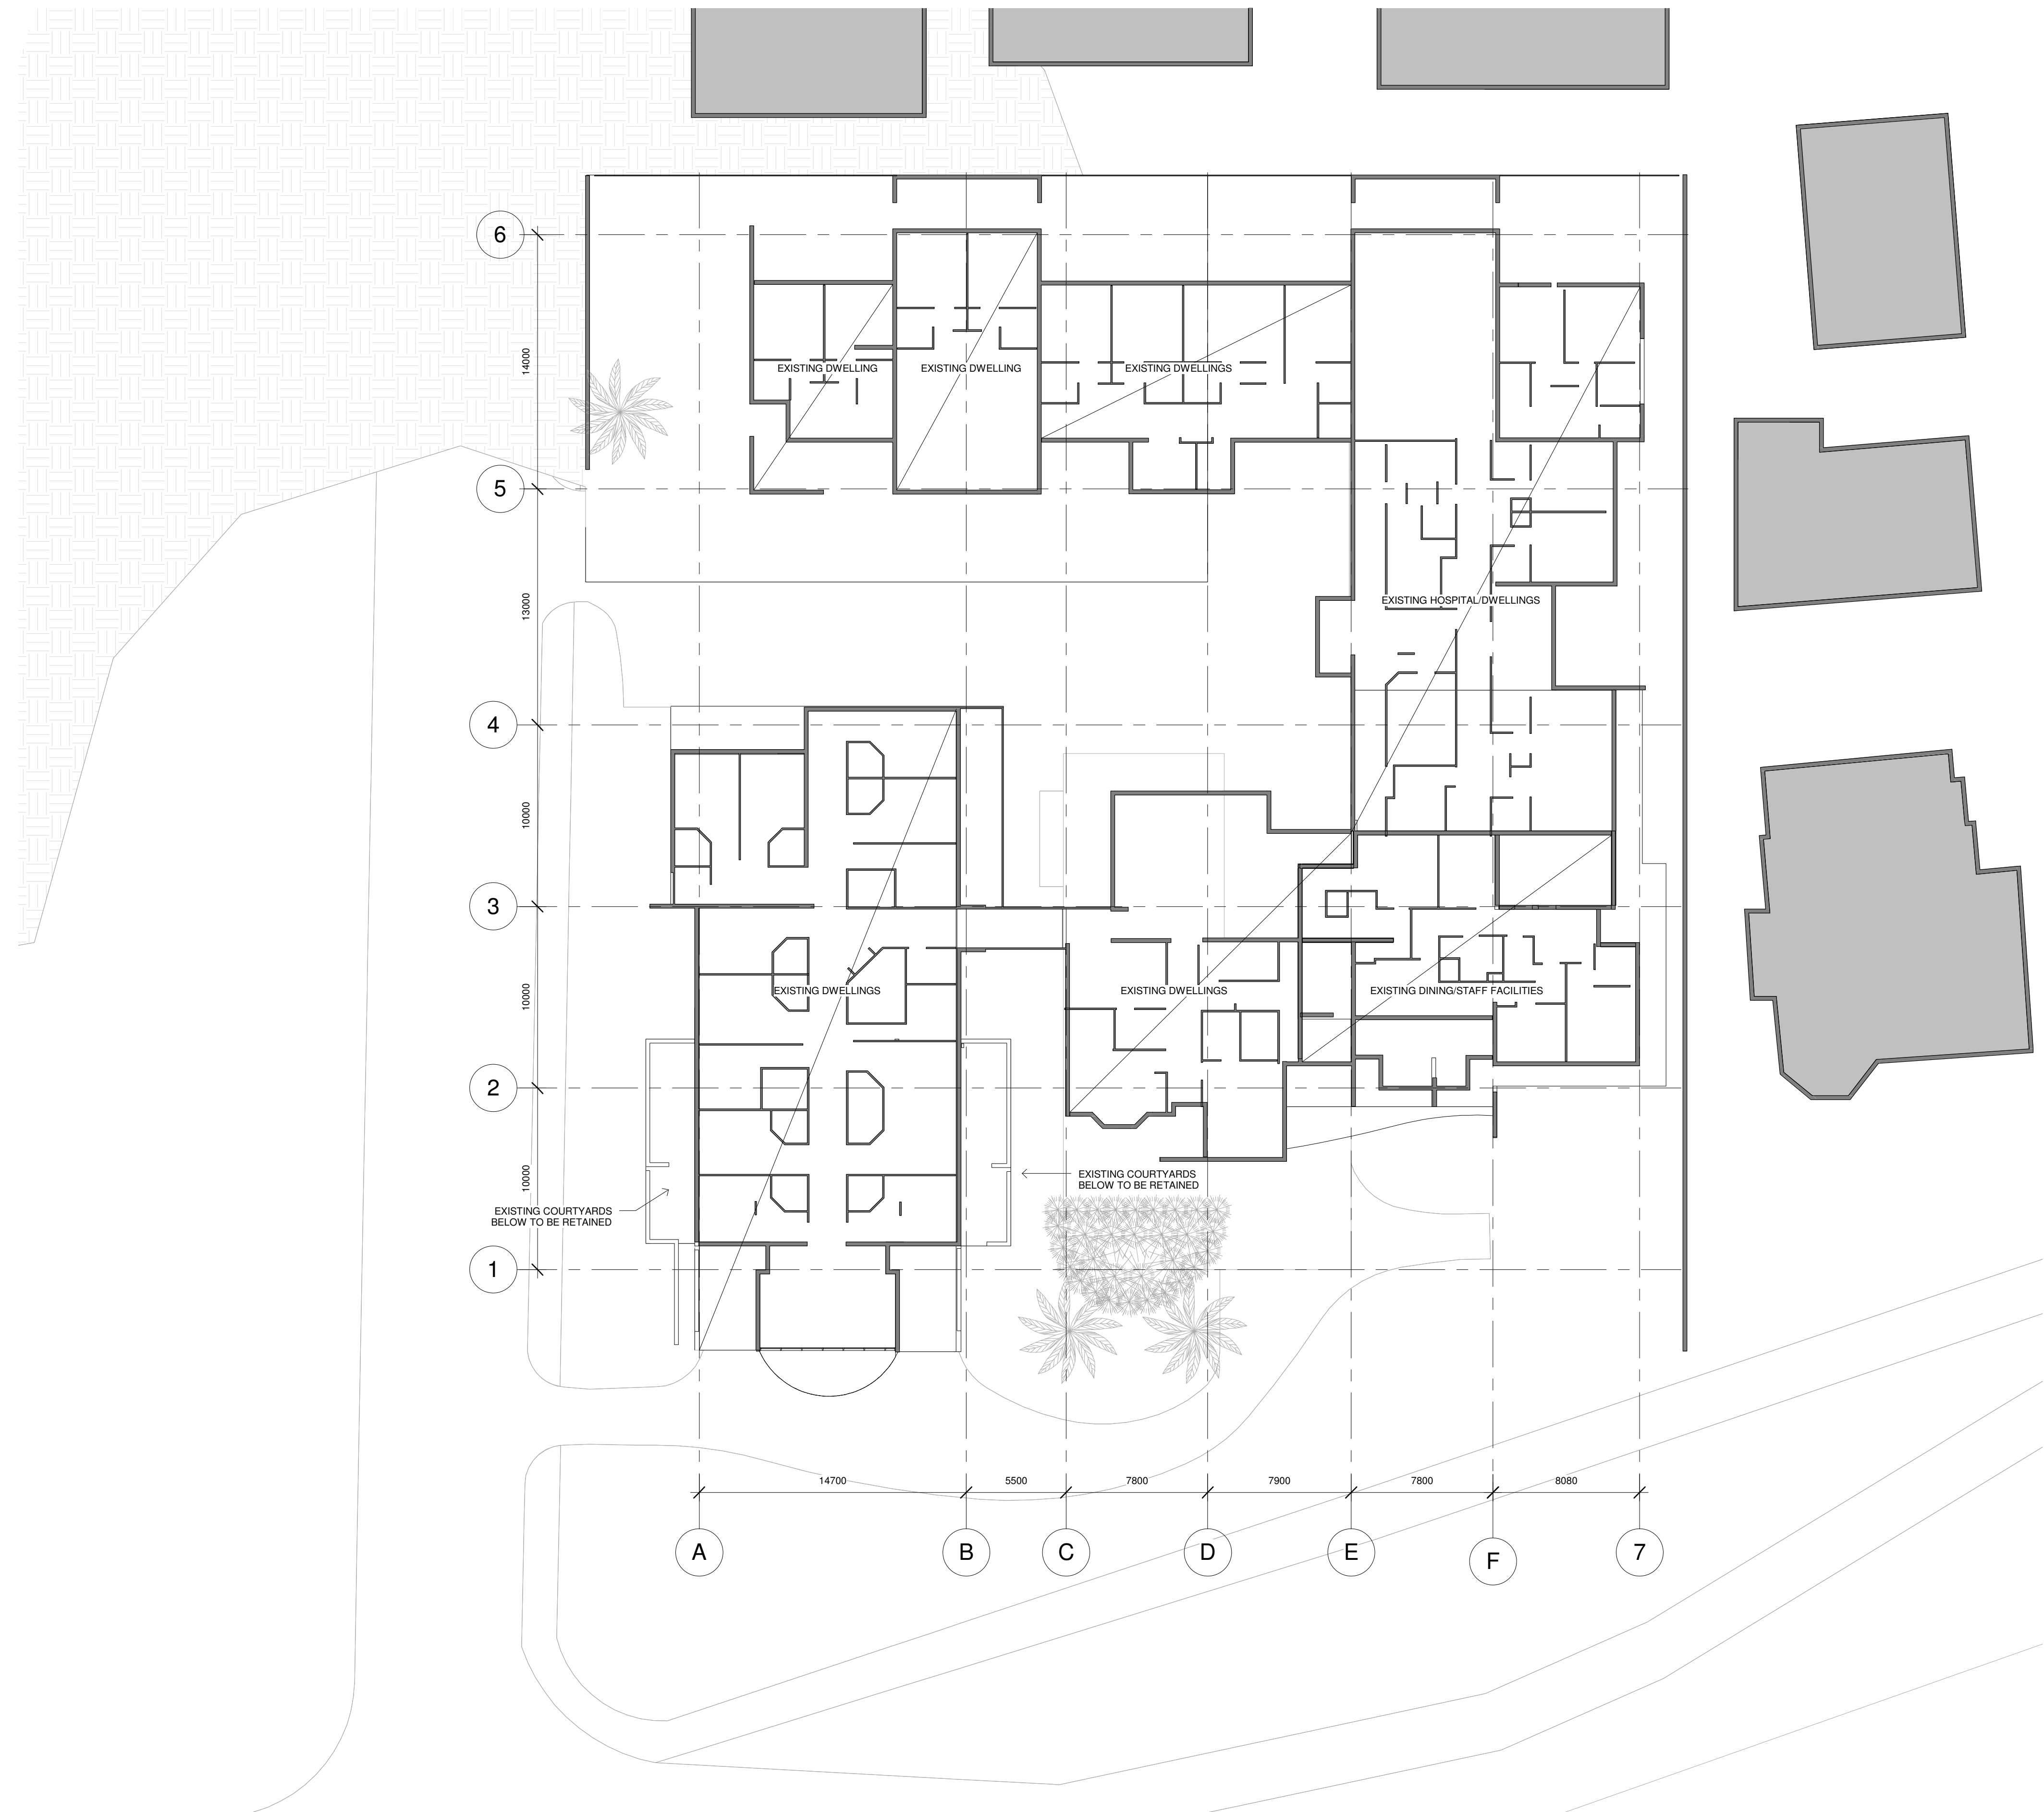 6
14000
EXISTING DWELLING
EXISTING DWELLING
EXISTING DWELLINGS
5
13000
EXISTING HOSPITAL/DWELLINGS
4
10000
3
10000
EXISTING DWELLINGS
EXISTING DWELLINGS
EXISTING DINING/STAFF FACILITIES
2
10000
EXISTING COURTYARDS
BELOW TO BE RETAINED
EXISTING COURTYARDS
BELOW TO BE RETAINED
1
14700
5500
7800
7900
7800
8080
A
B
C
D
E
F
7